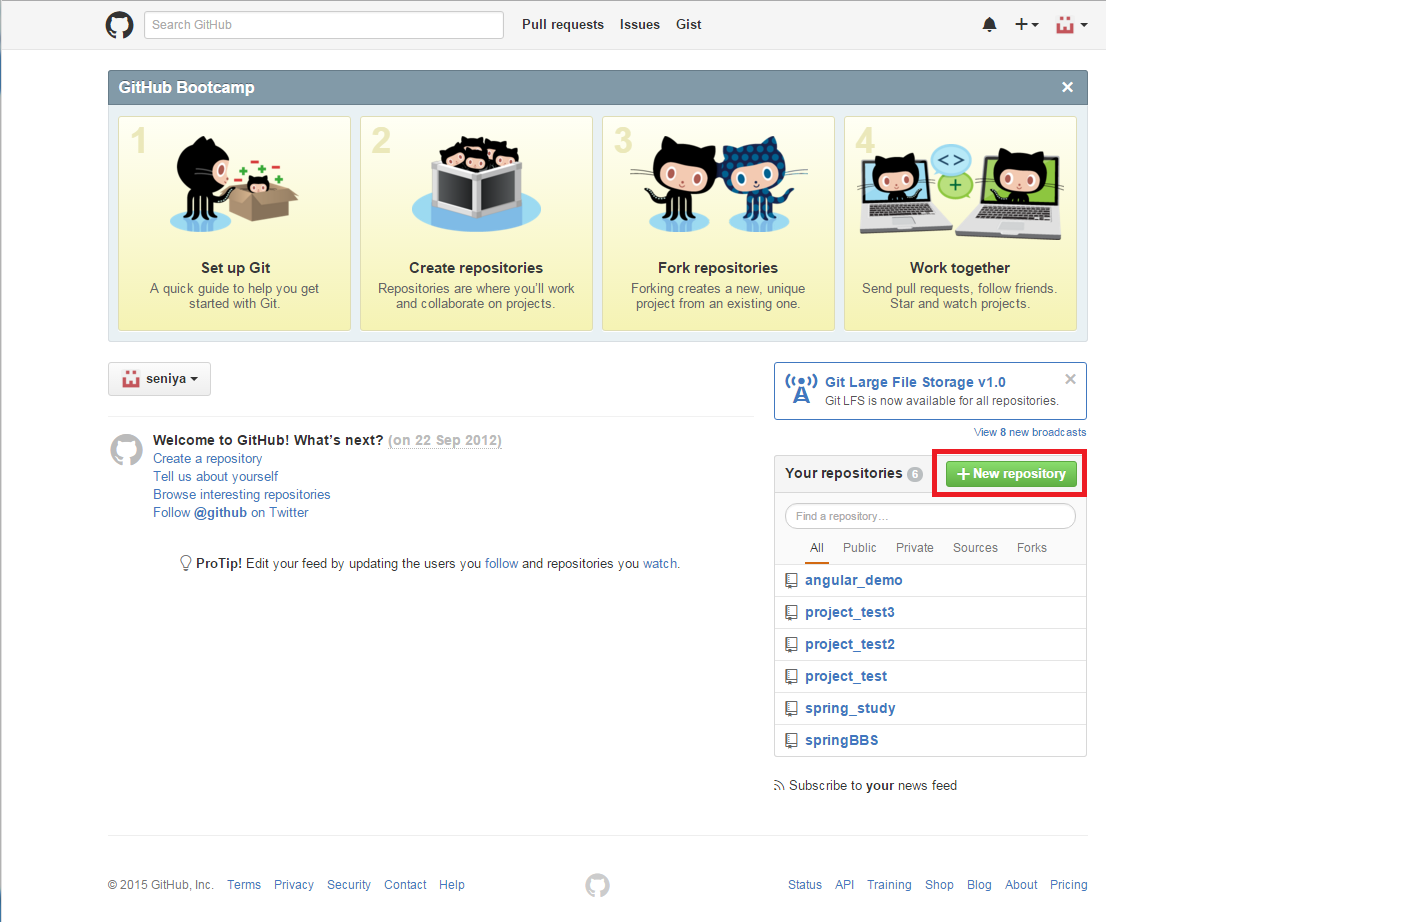 Search GitHub
Pull requests Issues Gist
GitHub Bootcamp
1
Set up Git
A quick guide to help you get
started with Git.
2
Create repositories
Repositories are where you'll work
and collaborate on projects.
3
Fork repositories
Forking creates a new, unique
project from an existing one.
4
Work together
Send pull requests, follow friends.
Star and watch projects.
seniya
Welcome to GitHub! What's next? (on 22 Sep 2012)
Create a repository
Tell us about yourself
Browse interesting repositories
Follow @github on Twitter
ProTip! Edit your feed by updating the users you follow and repositories you watch.
Git Large File Storage v1.0
Git LFS is now available for all repositories.
View 8 new broadcasts
Your repositories 6
New repository
Find a repository…
All Public Private Sources Forks
angular_demo
project_test3
project_test2
project_test
spring_study
springBBS
Subscribe to your news feed
© 2015 GitHub, Inc. Terms Privacy Security Contact Help
Status API Training Shop Blog About Pricing